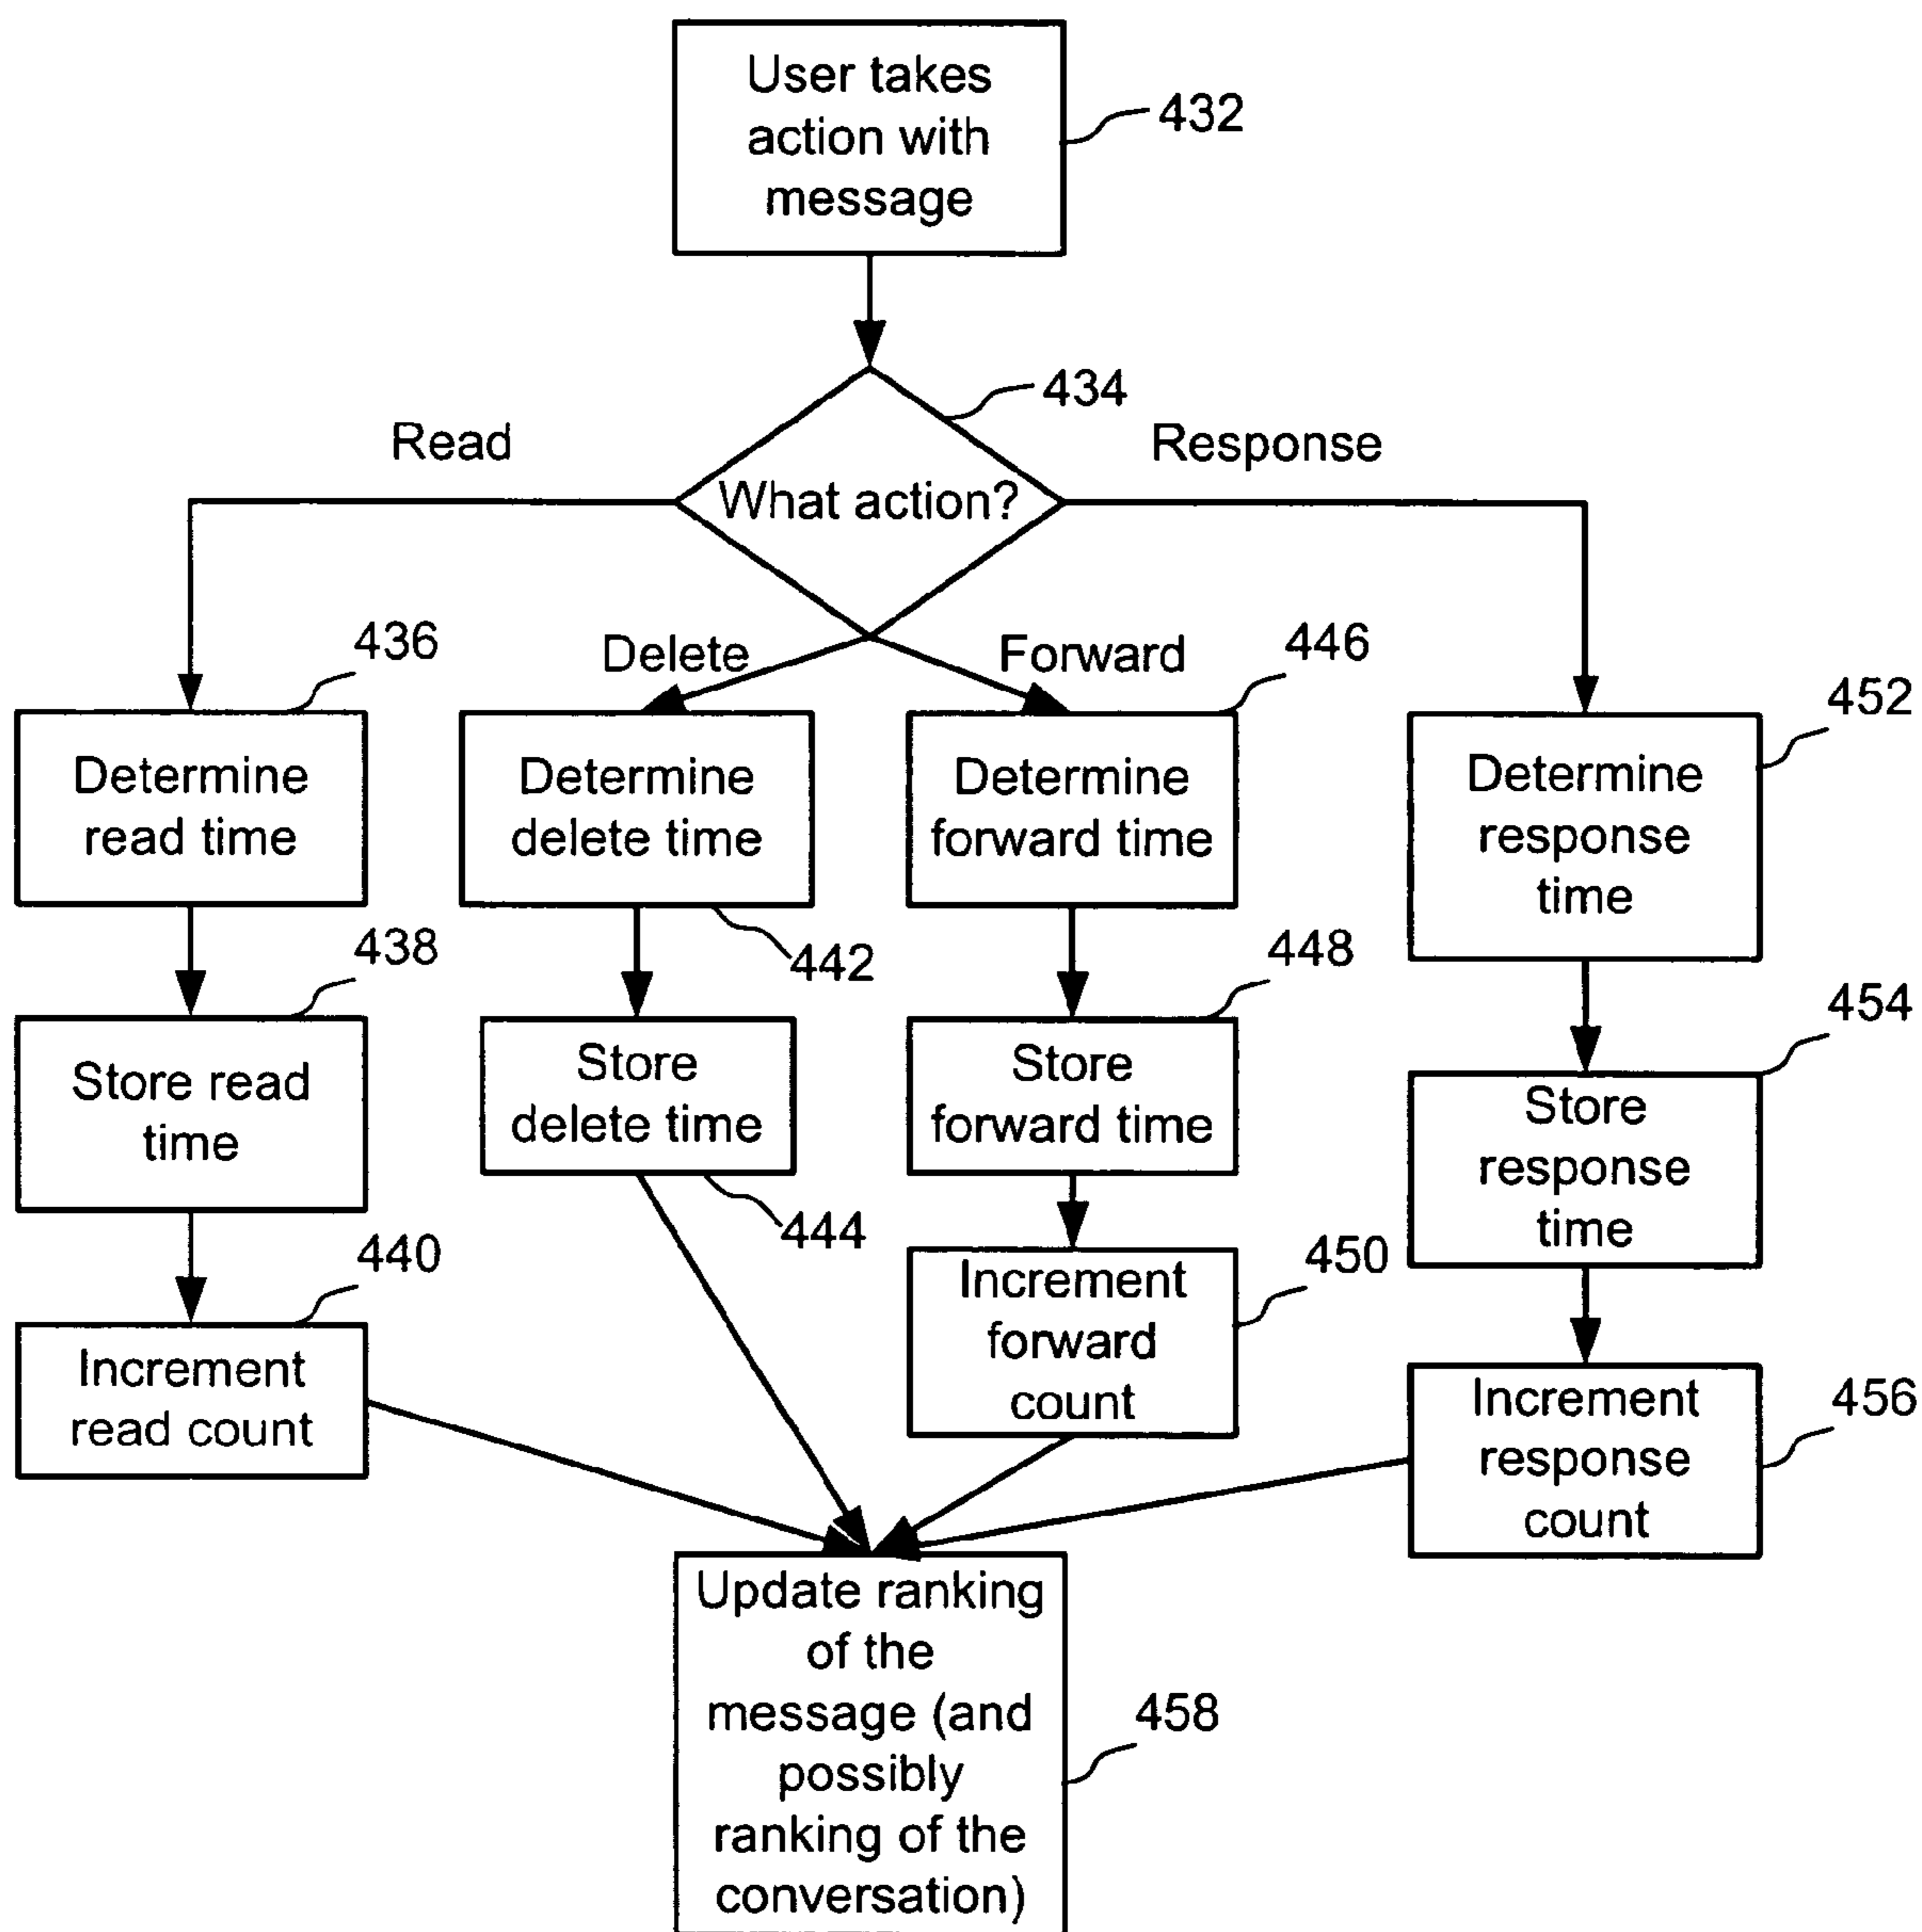 User takes
action with
message
432
434
Read
Response
What action?
436
Delete
Forward
446
452
Determine
read time
Determine
delete time
Determine
forward time
Determine
response
time
438
442
448
454
Store read
time
Store
delete time
Store
forward time
Store
response
time
440
444
450
456
Increment
read count
Increment
forward
count
Increment
response
count
Update ranking
of the
message (and
possibly
ranking of the
conversation)
458